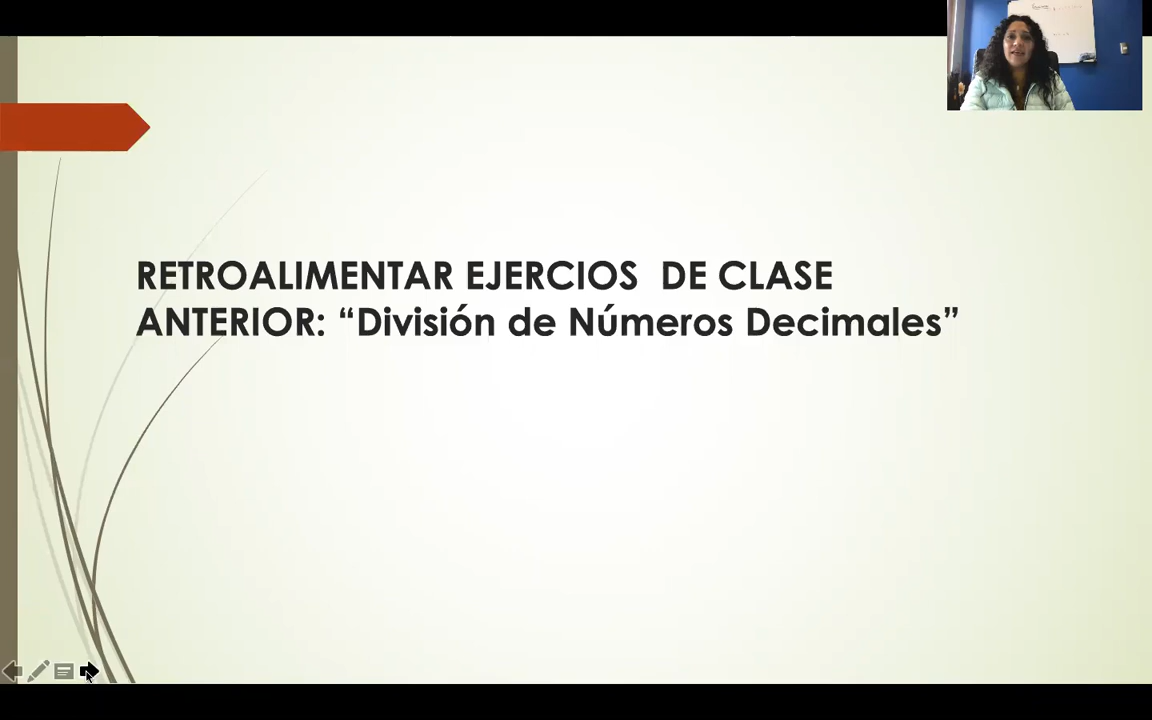 RETROALIMENTAR EJERCIOS DE CLASE
ANTERIOR: “División de Números Decimales”